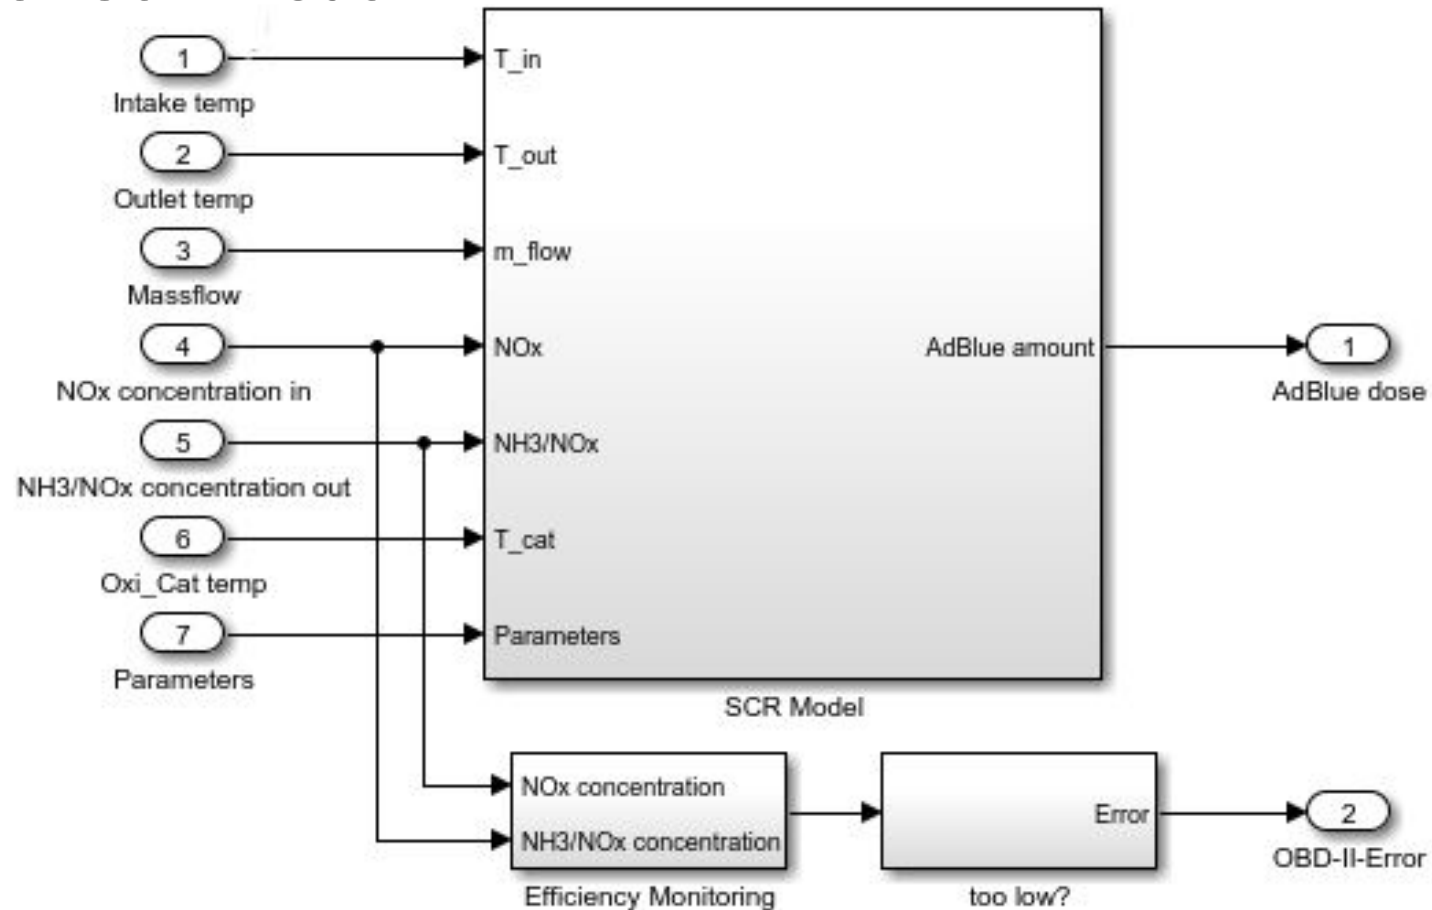 1
Intake temp
2
Outlet temp
3
Massflow
4
NOx concentration in
5
NH3/NOx concentration out
6
Oxi_Cat temp
7
Parameters
T_in
T_out
m_flow
NOx
NH3/NOx
T_cat
Parameters
AdBlue amount
SCR Model
1
AdBlue dose
NOx concentration
NH3/NOx concentration
Efficiency Monitoring
Error
too low?
2
OBD-II-Error